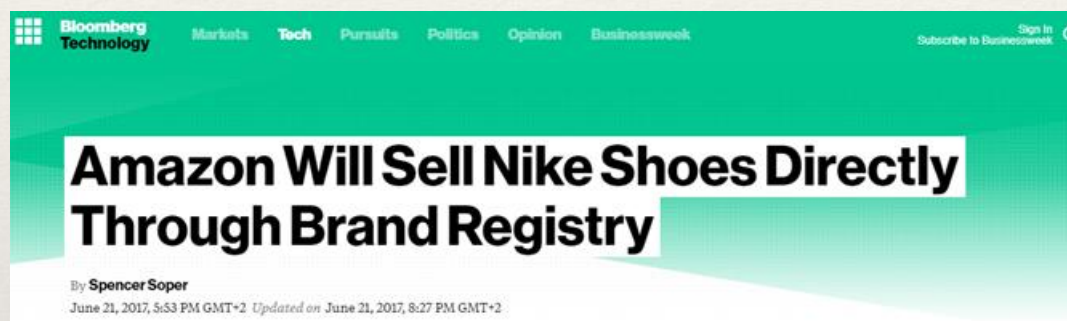 Bloomberg
Technology
Markets Tech Pursuits Politics Opinion Businessweek
Sign In
Subscribe to Businessweek
Amazon Will Sell Nike Shoes Directly
Through Brand Registry
By Spencer Soper
June 21, 2017, 5:53 PM GMT+2 Updated on June 21, 2017, 8:27 PM GMT+2